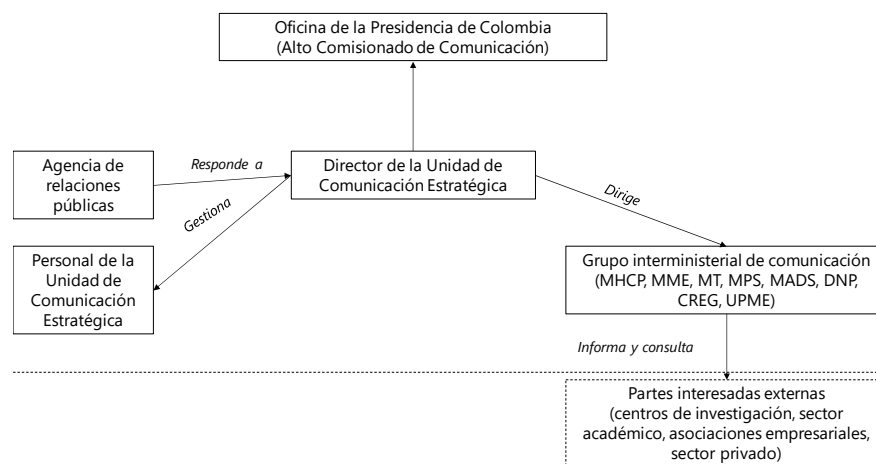 Oficina de la Presidencia de Colombia
(Alto Comisionado de Comunicación)
Agencia de
relaciones
públicas
Responde a
Director de la Unidad de
Comunicación Estratégica
Gestiona
Dirige
Personal de la
Unidad de
Comunicación
Estratégica
Grupo interministerial de comunicación
(MHCP, MME, MT, MPS, MADS, DNP,
CREG, UPME)
Informa y consulta
Partes interesadas externas
(centros de investigación, sector
académico, asociaciones empresariales,
sector privado)